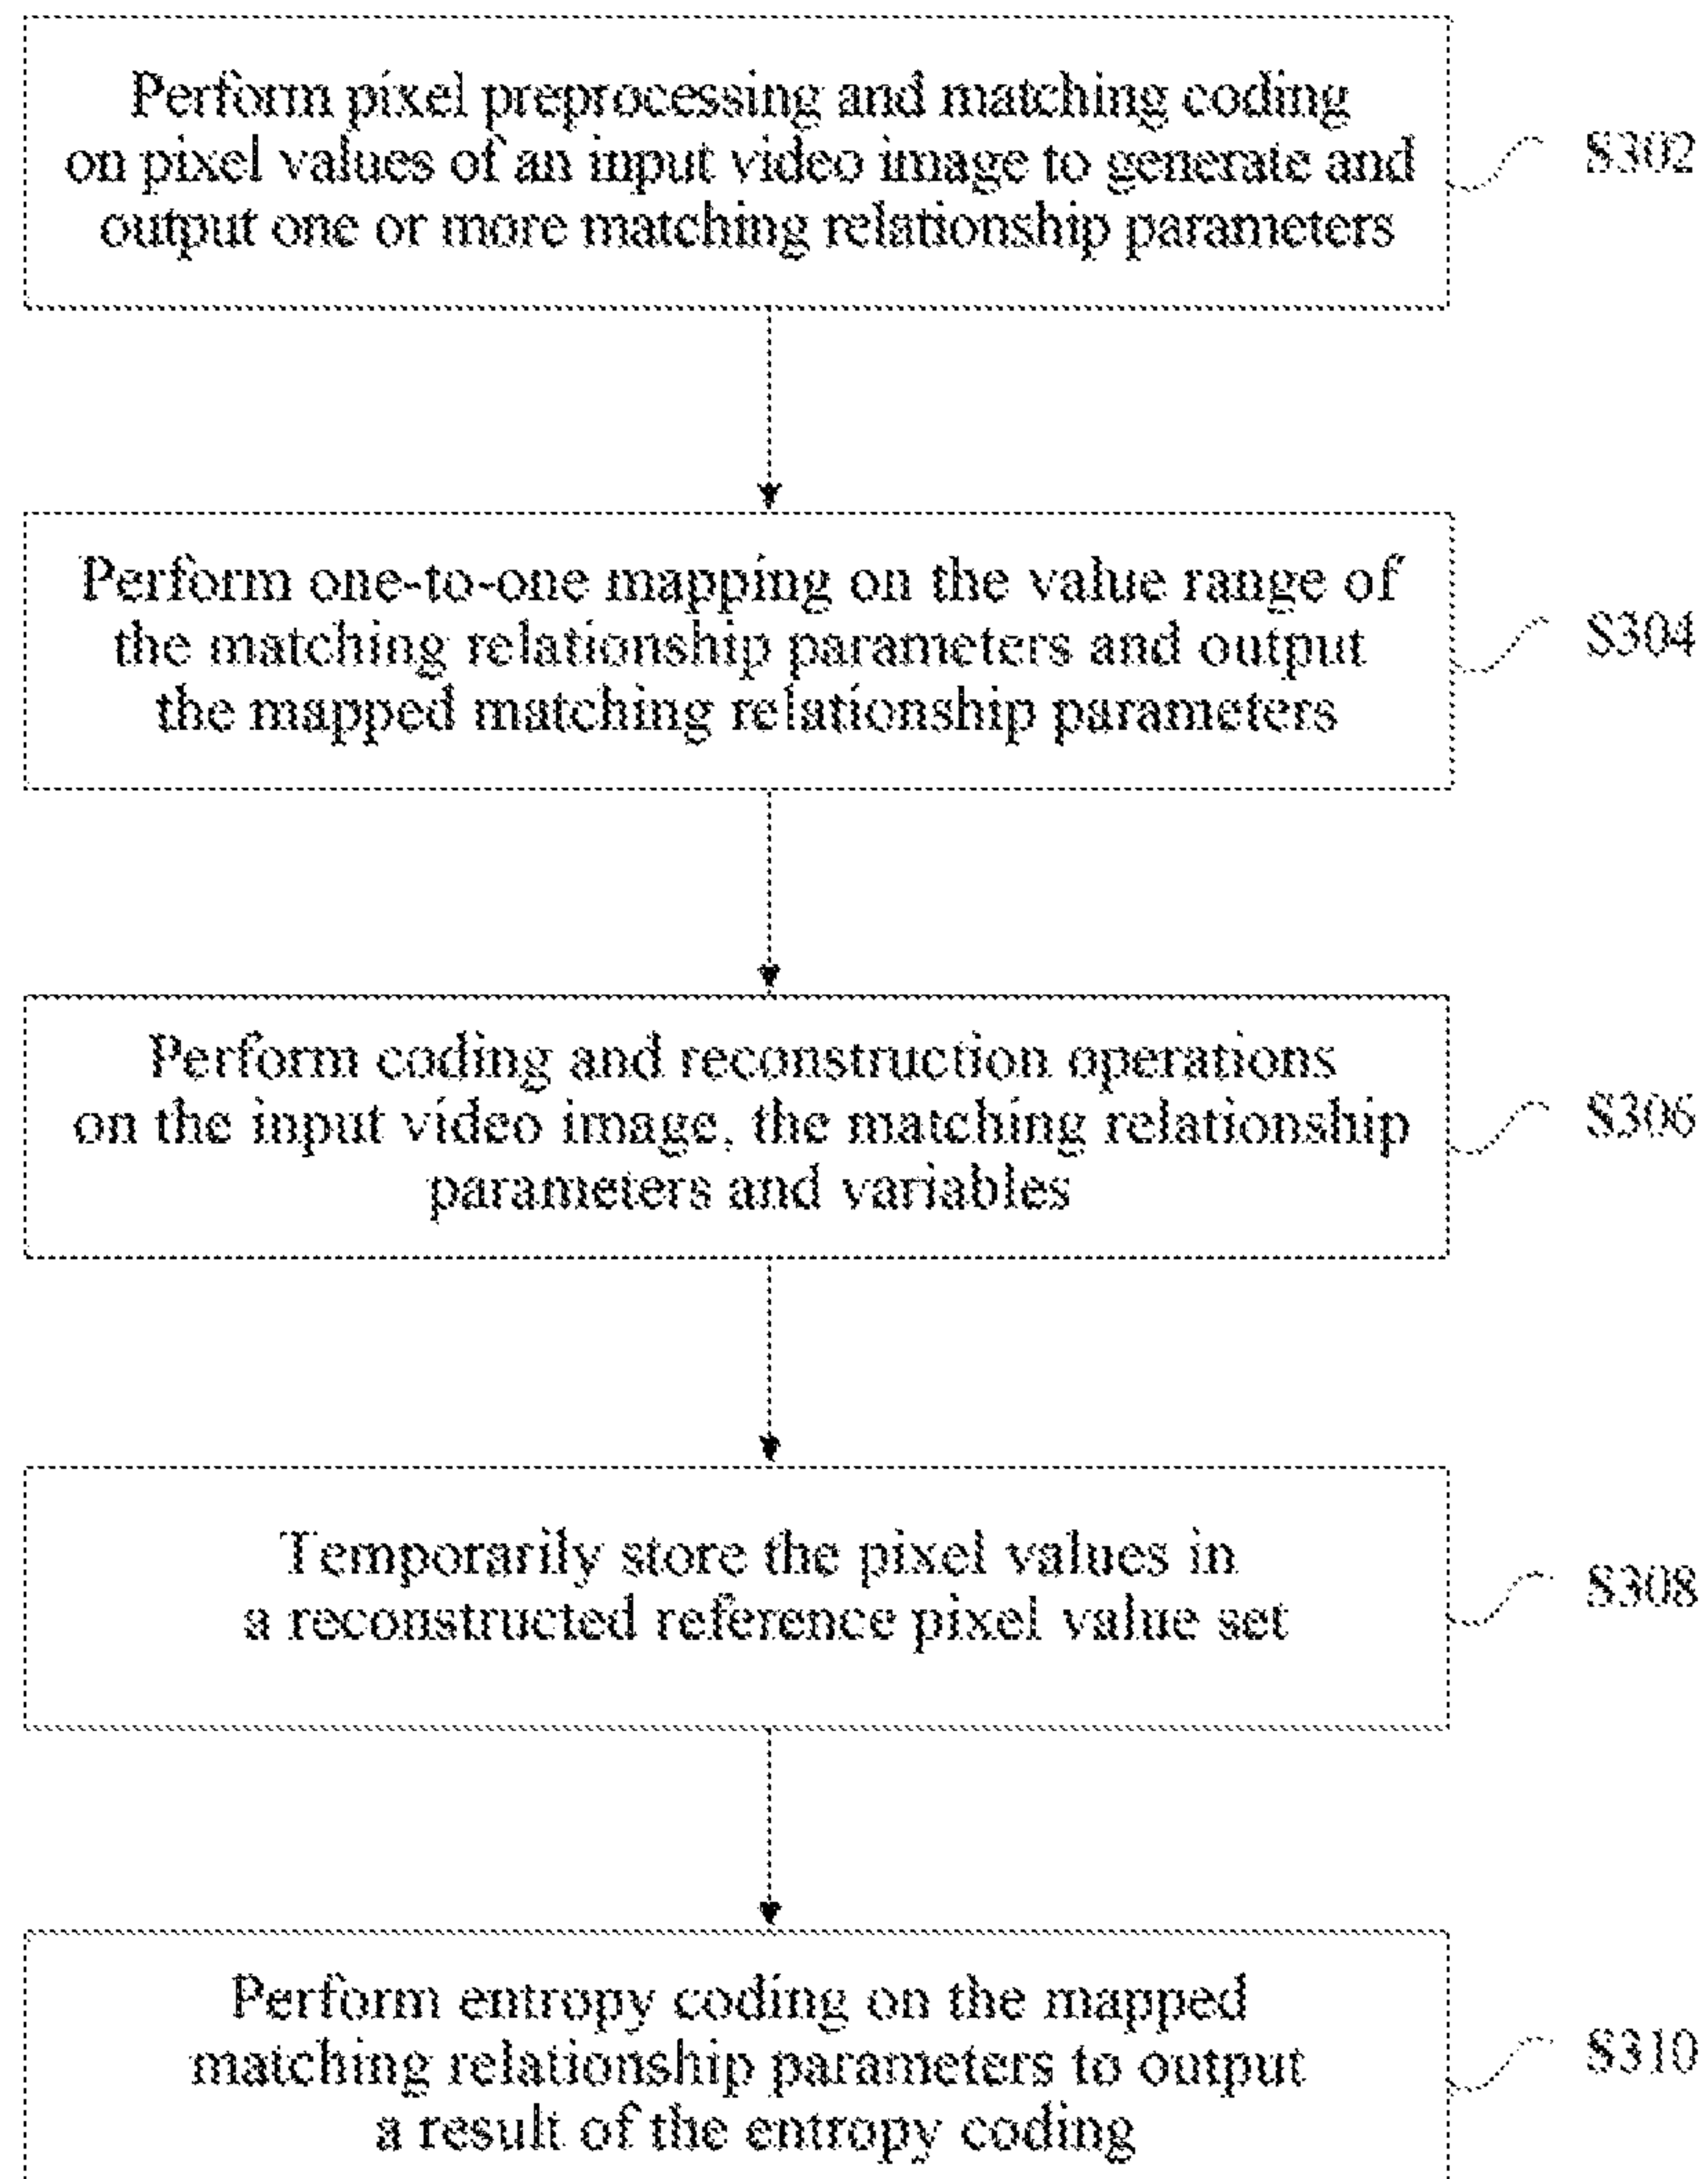 Perform pixel preprocessing and matching coding
on pixel values of an input video image to generate and
output one or more matching relationship parameters
S302
Perform one-to-one mapping on the value range of
the matching relationship parameters and output
the mapped matching relationship parameters
S304
Perform coding and reconstruction operations
on the input video image, the matching relationship
parameters and variables
S306
Temporarily store the pixel values in
a reconstructed reference pixel value set
S308
Perform entropy coding on the mapped
matching relationship parameters to output
a result of the entropy coding
S310